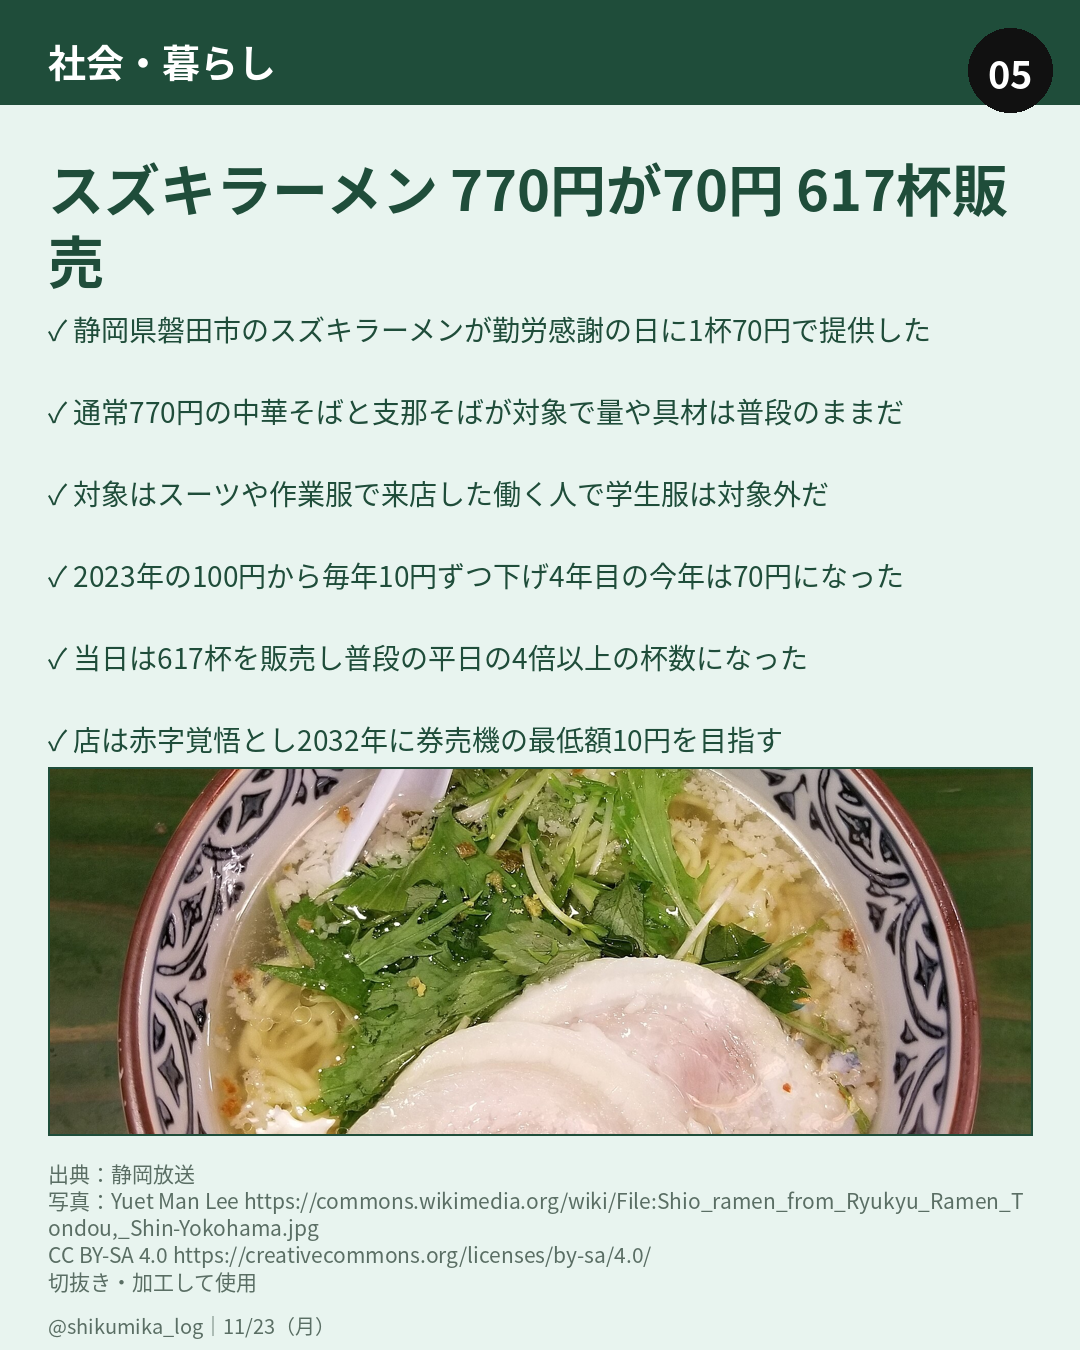 社会・暮らし
05
スズキラーメン 770円が70円 617杯販
売
✓静岡県磐田市のスズキラーメンが勤労感謝の日に1杯70円で提供した
✓通常770円の中華そばと支那そばが対象で量や具材は普段のままだ
✓対象はスーツや作業服で来店した働く人で学生服は対象外だ
✓2023年の100円から毎年10円ずつ下げ4年目の今年は70円になった
✓当日は617杯を販売し普段の平日の4倍以上の杯数になった
✓店は赤字覚悟とし2032年に券売機の最低額10円を目指す
出典：静岡放送
写真：Yuet Man Lee https://commons.wikimedia.org/wiki/File:Shio_ramen_from_Ryukyu_Ramen_T
ondou,_Shin-Yokohama.jpg
CC BY-SA 4.0 https://creativecommons.org/licenses/by-sa/4.0/
切抜き・加工して使用
@shikumika_log｜11/23（月）